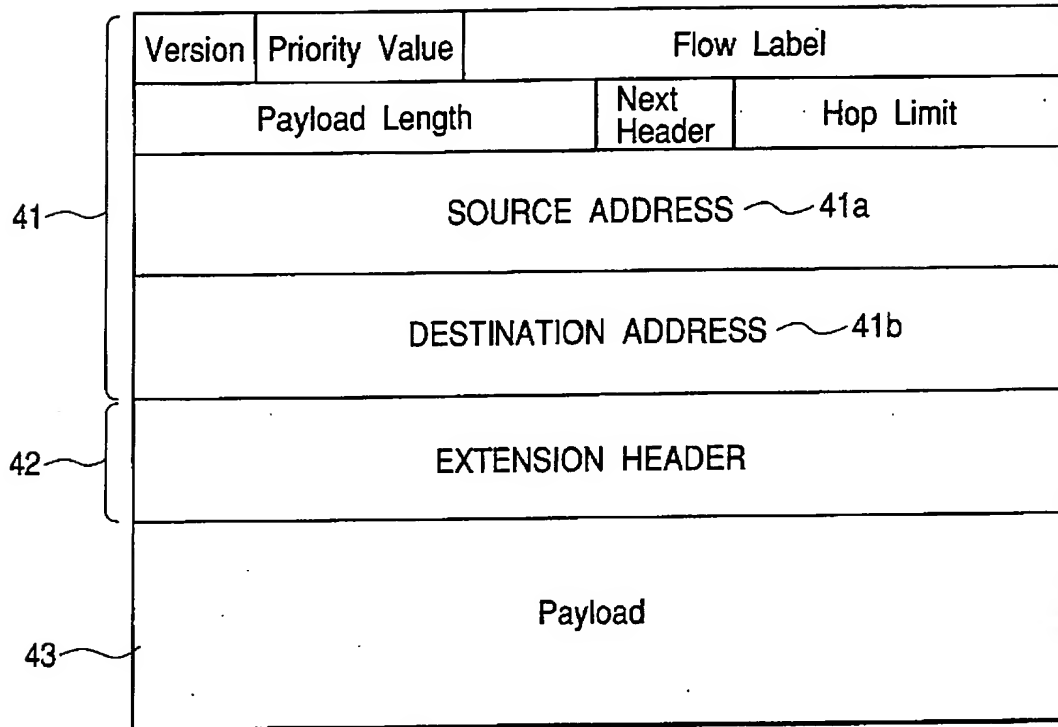 Version Priority Value Flow Label
Payload Length Next Header Hop Limit
41 SOURCE ADDRESS 41a
DESTINATION ADDRESS 41b
42 EXTENSION HEADER
Payload
43